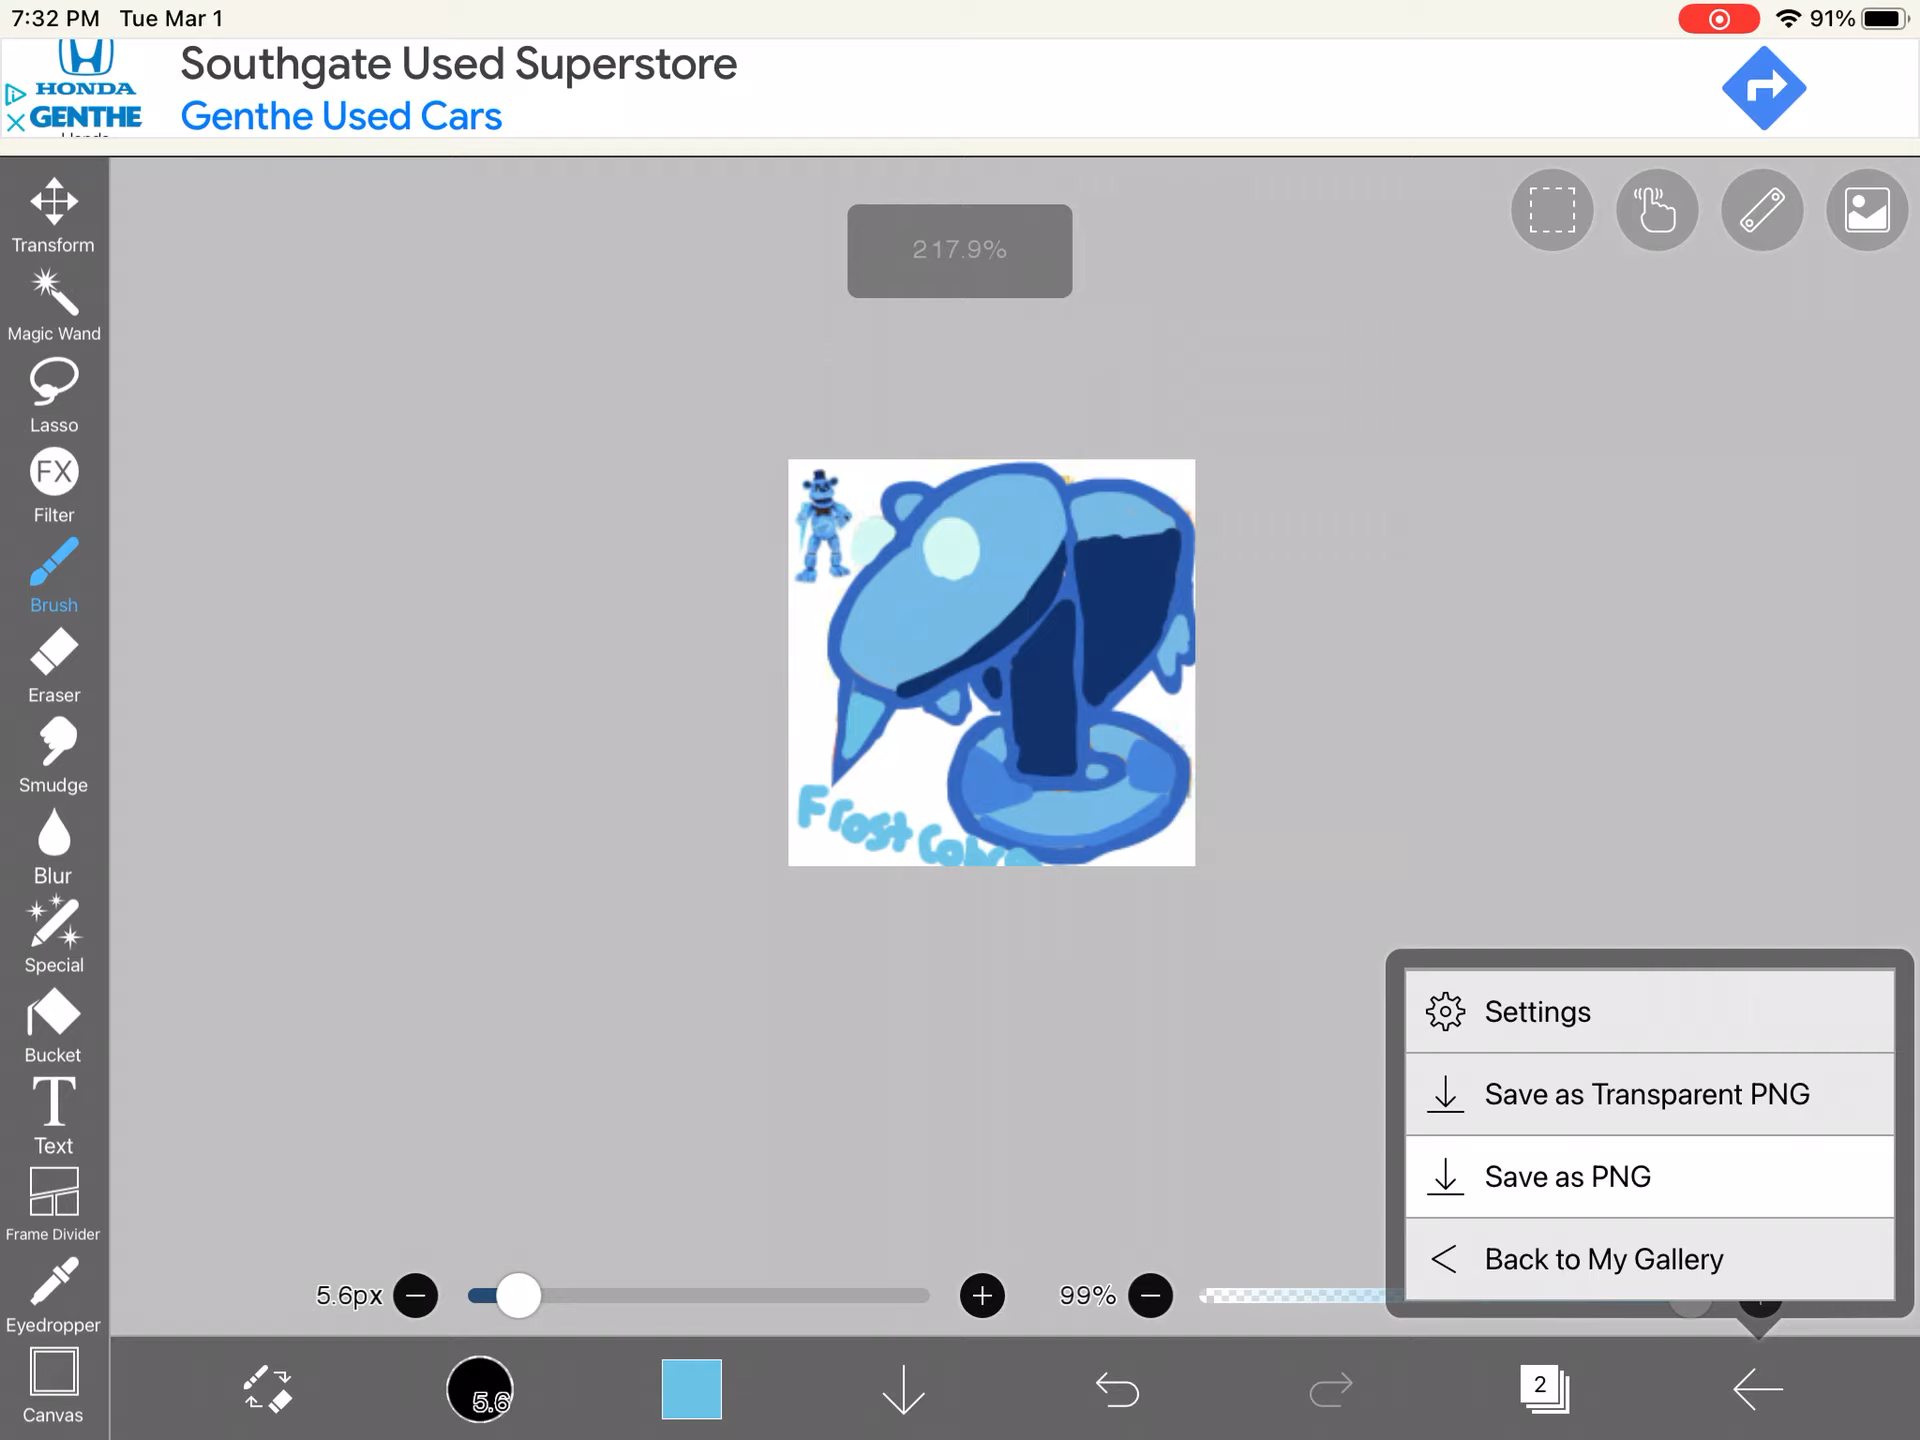 7:32 PM Tue Mar 1
91%
HONDA
GENTHE
Southgate Used Superstore
Genthe Used Cars
217.9%
Transform
Magic Wand
Lasso
FX
Filter
Brush
Eraser
Smudge
Blur
Special
Bucket
T
Text
Frame Divider
Eyedropper
Canvas
Frost Cobra
Settings
Save as Transparent PNG
Save as PNG
Back to My Gallery
5.6px
99%
5.6
2